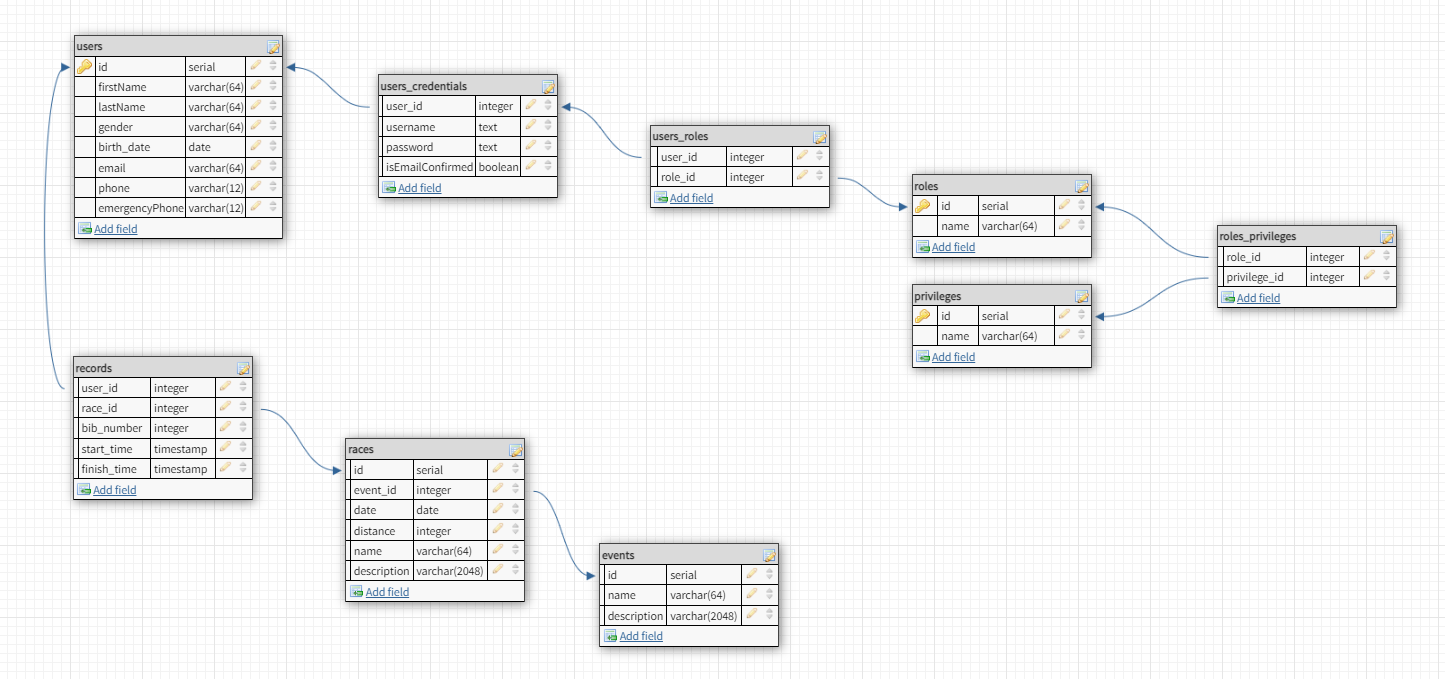 users
id serial
firstName varchar(64)
lastName varchar(64)
gender varchar(64)
birth_date date
email varchar(64)
phone varchar(12)
emergencyPhone varchar(12)
Add field
users_credentials
user_id integer
username text
password text
isEmailConfirmed boolean
Add field
users_roles
user_id integer
role_id integer
Add field
roles
id serial
name varchar(64)
Add field
roles_privileges
role_id integer
privilege_id integer
Add field
privileges
id serial
name varchar(64)
Add field
records
user_id integer
race_id integer
bib_number integer
start_time timestamp
finish_time timestamp
Add field
races
id serial
event_id integer
date date
distance integer
name varchar(64)
description varchar(2048)
Add field
events
id serial
name varchar(64)
description varchar(2048)
Add field